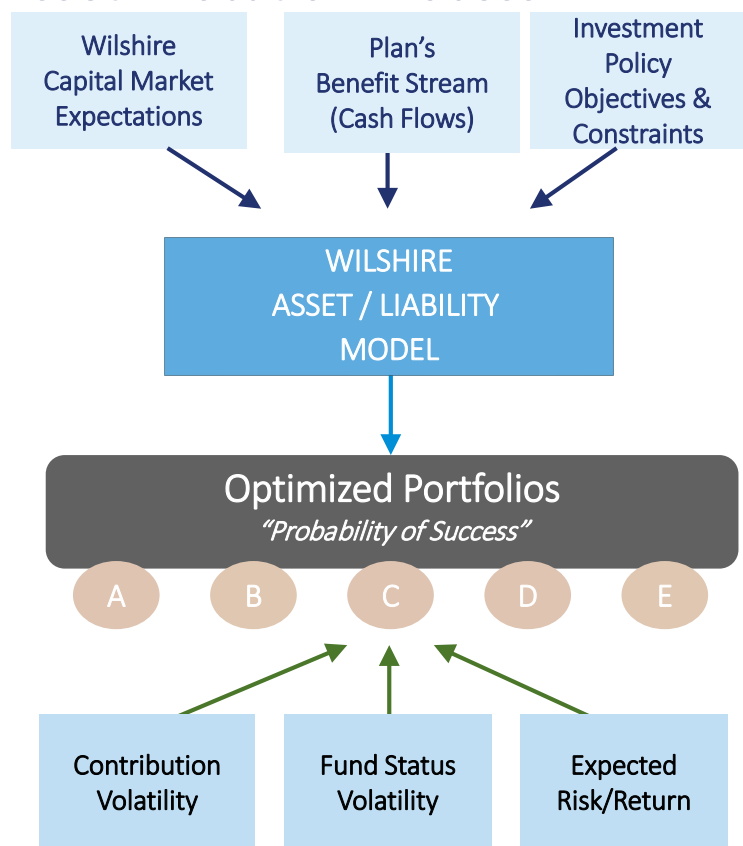 Wilshire
Capital Market
Expectations
Plan’s
Benefit Stream
(Cash Flows)
Investment
Policy
Objectives &
Constraints
WILSHIRE
ASSET / LIABILITY
MODEL
Optimized Portfolios
“Probability of Success”
A B C D E
Contribution
Volatility
Fund Status
Volatility
Expected
Risk/Return